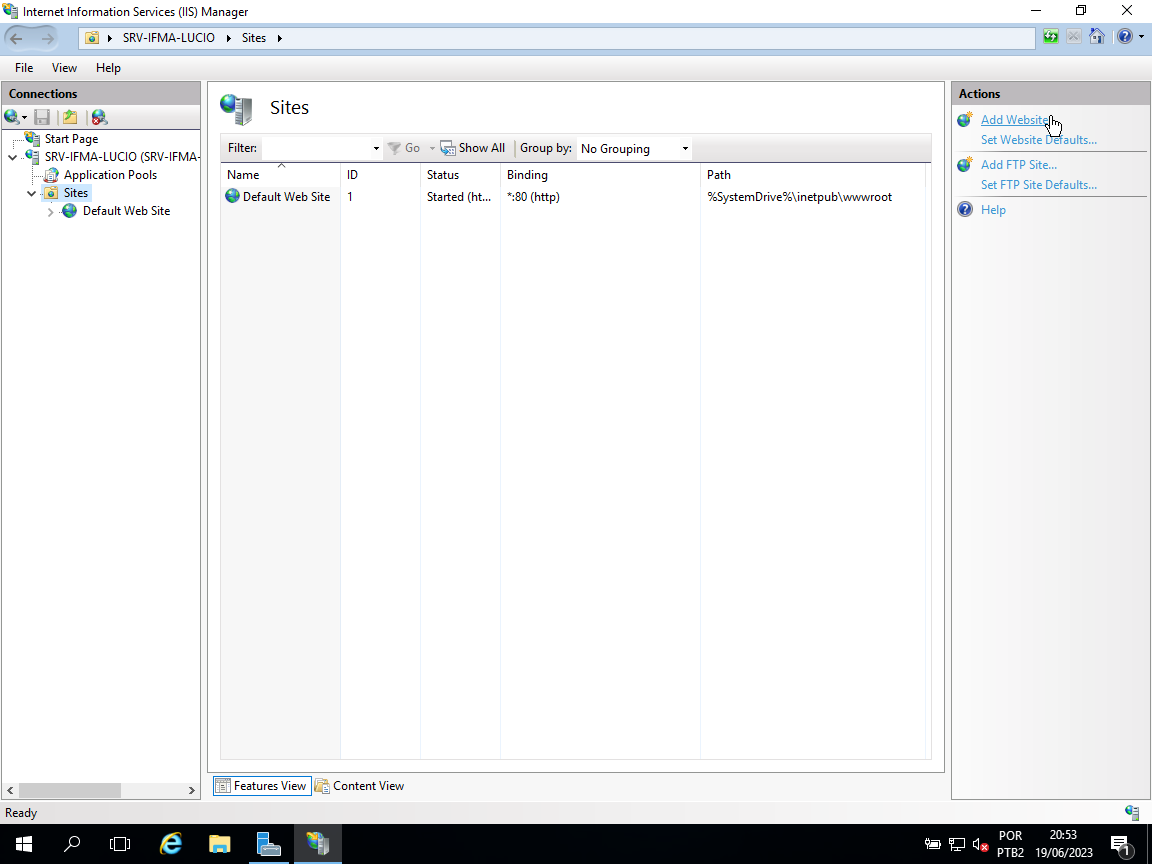 Internet Information Services (IIS) Manager
SRV-IFMA-LUCIO Sites
File View Help
Connections
Start Page
SRV-IFMA-LUCIO (SRV-IFMA-
Application Pools
Sites
Default Web Site
Sites
Filter: Go Show All Group by: No Grouping
Name ID Status Binding Path
Default Web Site 1 Started (ht... *:80 (http) %SystemDrive%\inetpub\wwwroot
Features View Content View
Actions
Add Website
Set Website Defaults...
Add FTP Site...
Set FTP Site Defaults...
Help
Ready
POR
PTB2
20:53
19/06/2023
1